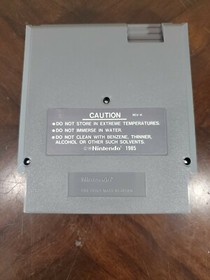 CAUTION
• DO NOT STORE IN EXTREME TEMPERATURES.
• DO NOT IMMERSE IN WATER.
• DO NOT CLEAN WITH BENZENE, THINNER,
ALCOHOL OR OTHER SUCH SOLVENTS.
Nintendo® 1985
Nintendo